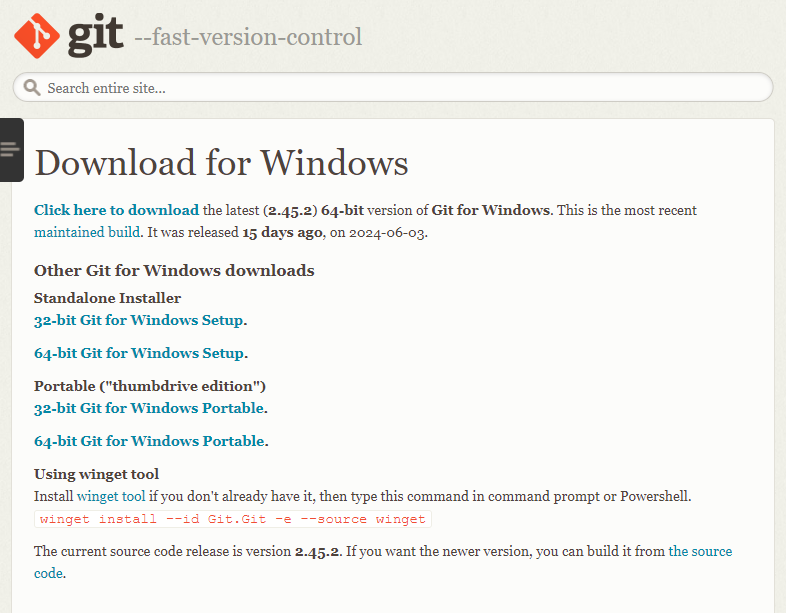 git --fast-version-control
Search entire site...
Download for Windows
Click here to download the latest (2.45.2) 64-bit version of Git for Windows. This is the most recent
maintained build. It was released 15 days ago, on 2024-06-03.
Other Git for Windows downloads
Standalone Installer
32-bit Git for Windows Setup.
64-bit Git for Windows Setup.
Portable ("thumbdrive edition")
32-bit Git for Windows Portable.
64-bit Git for Windows Portable.
Using winget tool
Install winget tool if you don't already have it, then type this command in command prompt or Powershell.
winget install --id Git.Git -e --source winget
The current source code release is version 2.45.2. If you want the newer version, you can build it from the source
code.